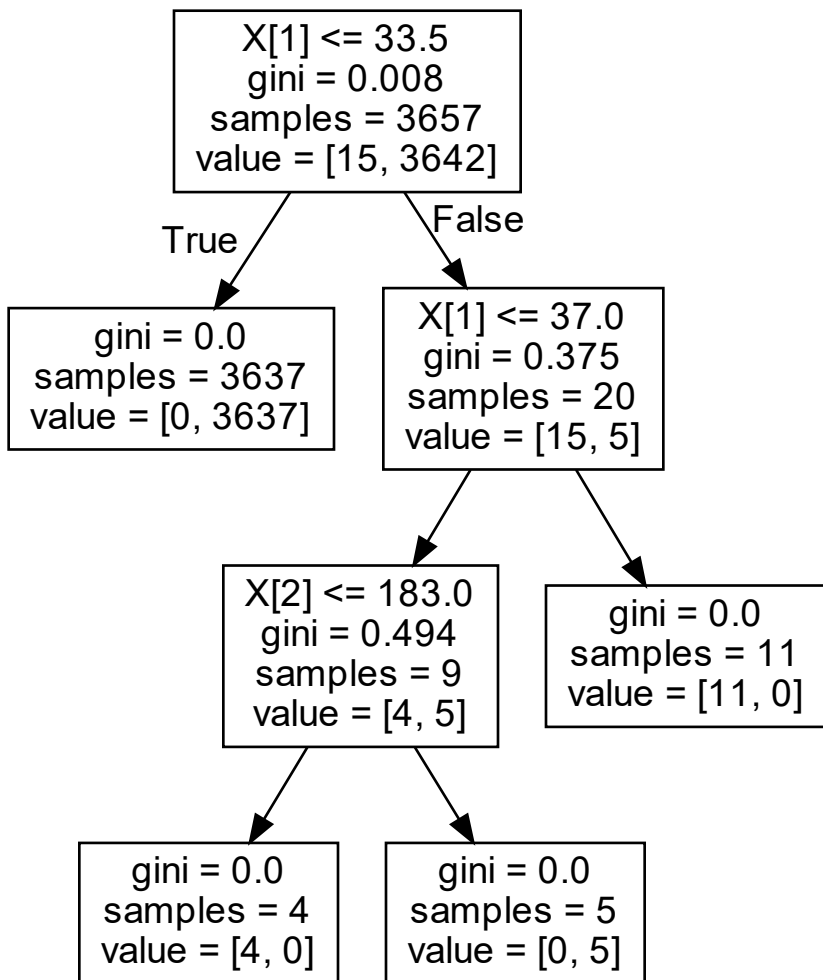 X[1] <= 33.5
gini = 0.008
samples = 3657
value = [15, 3642]
True
False
gini = 0.0
samples = 3637
value = [0, 3637]
X[1] <= 37.0
gini = 0.375
samples = 20
value = [15, 5]
X[2] <= 183.0
gini = 0.494
samples = 9
value = [4, 5]
gini = 0.0
samples = 11
value = [11, 0]
gini = 0.0
samples = 4
value = [4, 0]
gini = 0.0
samples = 5
value = [0, 5]